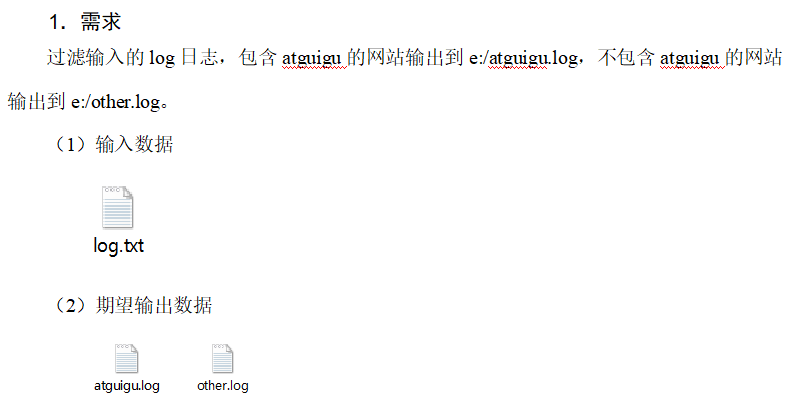 1. 需求
过滤输入的 log 日志，包含 atguigu 的网站输出到 e:/atguigu.log，不包含 atguigu 的网站
输出到 e:/other.log。
（1）输入数据
log.txt
（2）期望输出数据
atguigu.log other.log